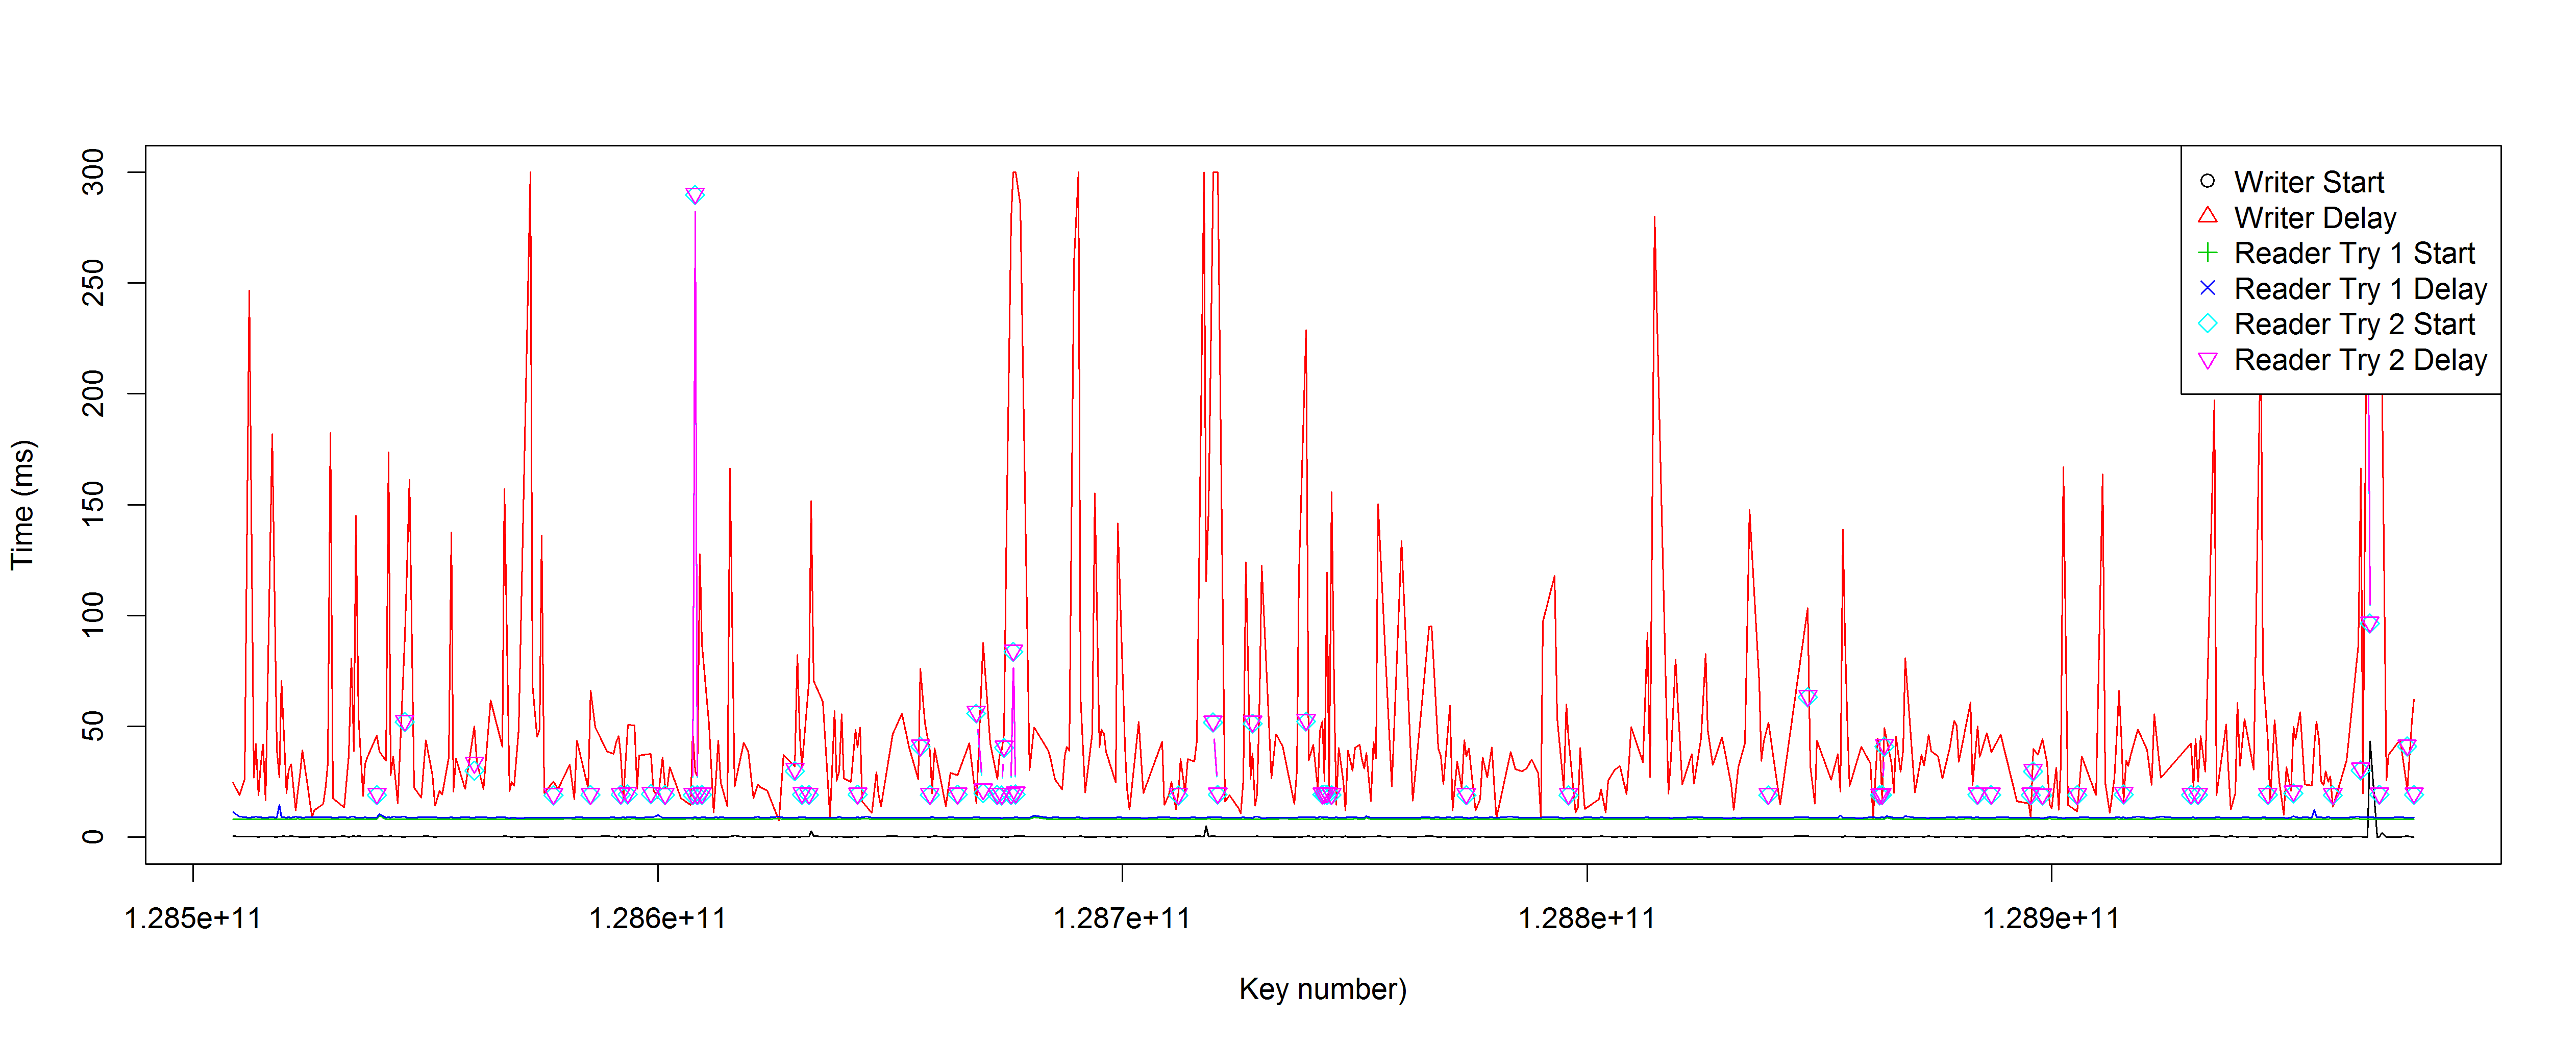 300
250
200
150
100
50
0
Time (ms)
Writer Start
Writer Delay
Reader Try 1 Start
Reader Try 1 Delay
Reader Try 2 Start
Reader Try 2 Delay
1.285e+11 1.286e+11 1.287e+11 1.288e+11 1.289e+11
Key number)